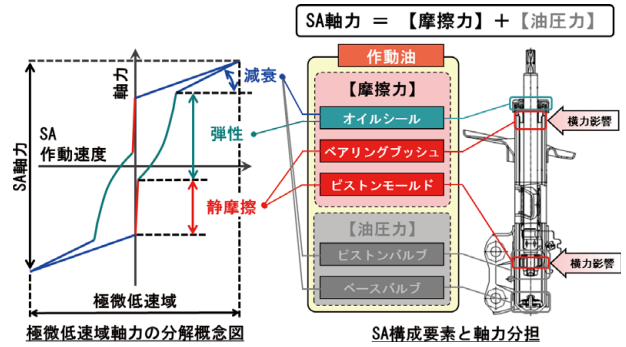 SA軸力 = 【摩擦力】+【油圧力】
軸力
SA
作動速度
SA軸力
減衰
弾性
静摩擦
極微低速域
極微低速域軸力の分解概念図
作動油
【摩擦力】
オイルシール
ベアリングブッシュ
ピストンモールド
【油圧力】
ピストンバルブ
ベースバルブ
横力影響
横力影響
SA構成要素と軸力分担